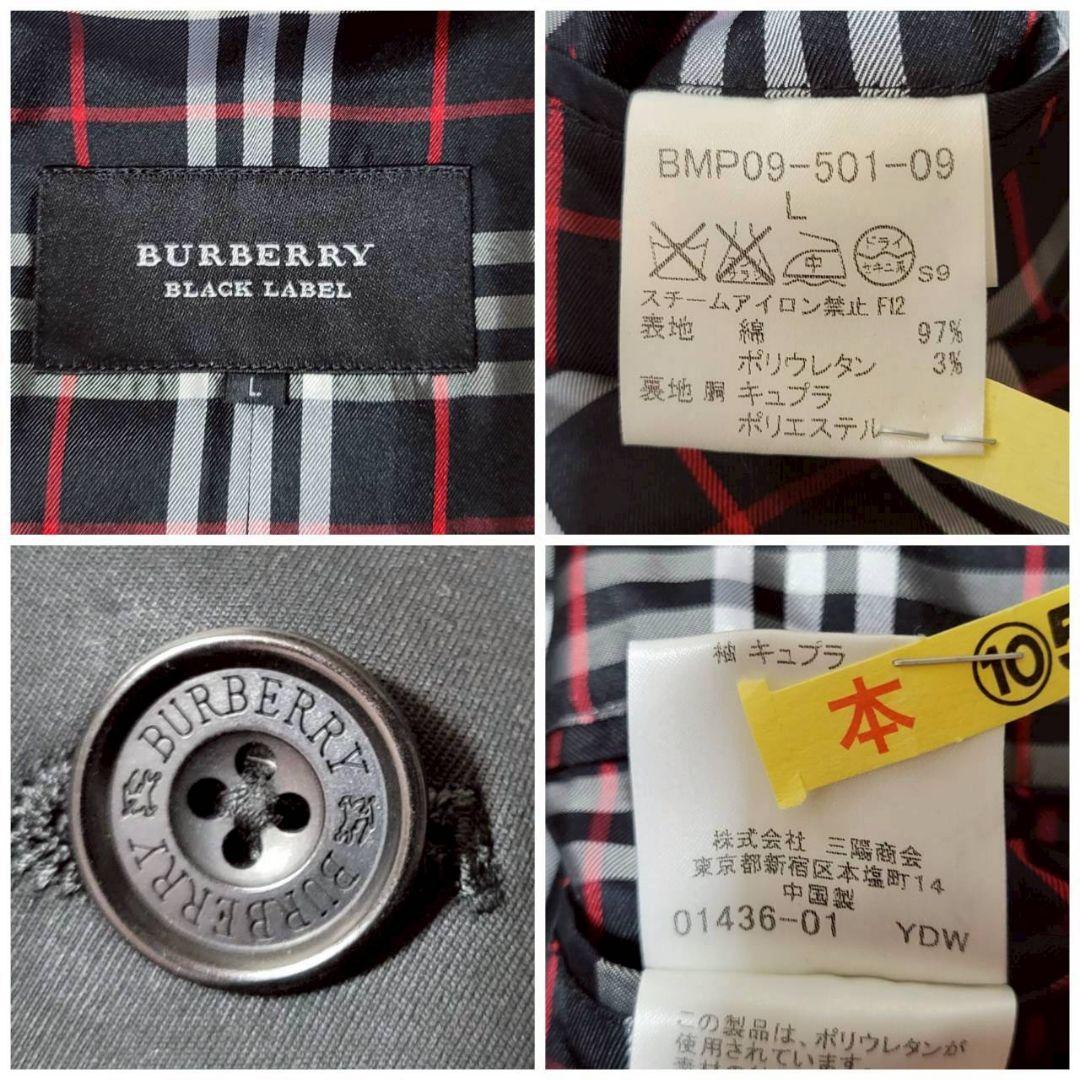 BURBERRY
BLACK LABEL
L
BMP09-501-09
L
中
ドライ
セキユ系
S9
スチームアイロン禁止 F12
表地 綿 97%
ポリウレタン 3%
裏地 胴 キュプラ
ポリエステル
BURBERRY
BURBERRY
袖 キュプラ
本 ⑩5
株式会社 三陽商会
東京都新宿区本塩町14
中国製
01436-01 YDW
この製品は、ポリウレタンが
使用されています